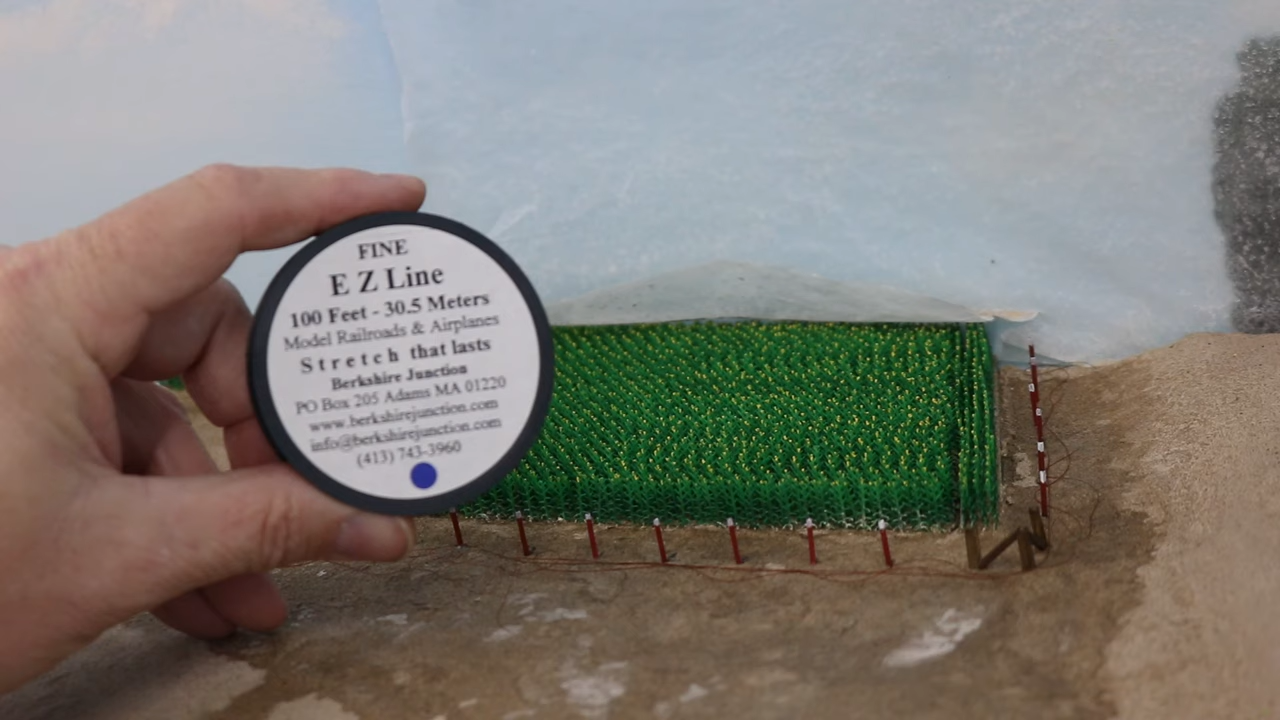 FINE
E Z Line
100 Feet - 30.5 Meters
Model Railroads & Airplanes
Stretch that lasts
Berkshire Junction
PO Box 205 Adams MA 01220
www.berkshirejunction.com
info@berkshirejunction.com
(413) 743-3960